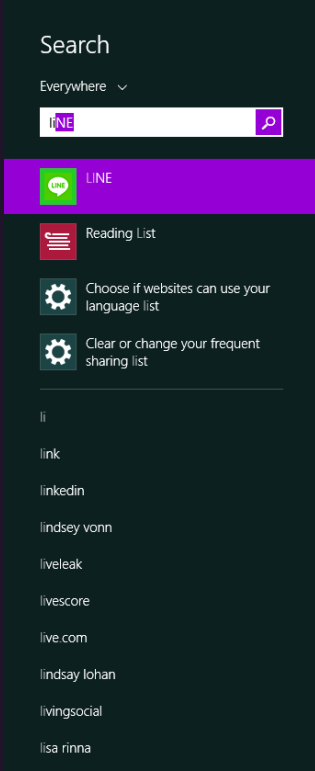 Search
Everywhere
liNE
LINE
LINE
Reading List
Choose if websites can use your
language list
Clear or change your frequent
sharing list
li
link
linkedin
lindsey vonn
liveleak
livescore
live.com
lindsay lohan
livingsocial
lisa rinna